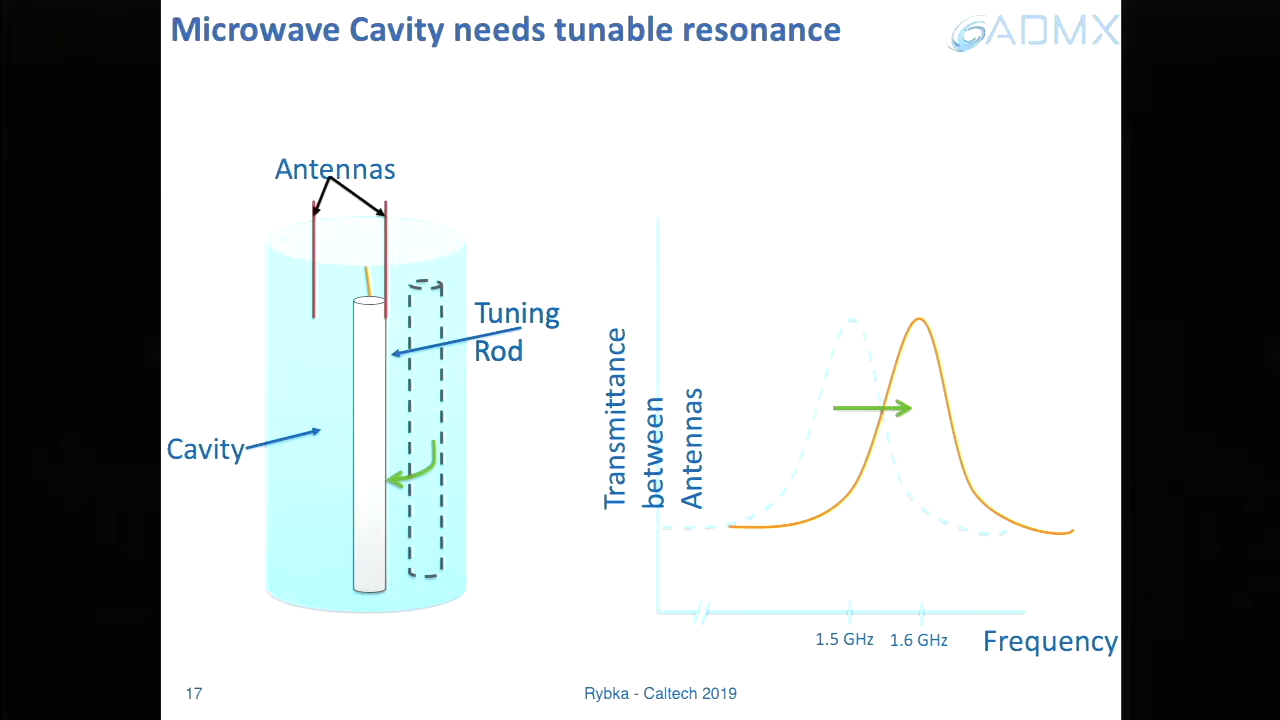 Microwave Cavity needs tunable resonance
ADMX
Antennas
Tuning
Rod
Cavity
Transmittance
between
Antennas
1.5 GHz
1.6 GHz
Frequency
17
Rybka - Caltech 2019